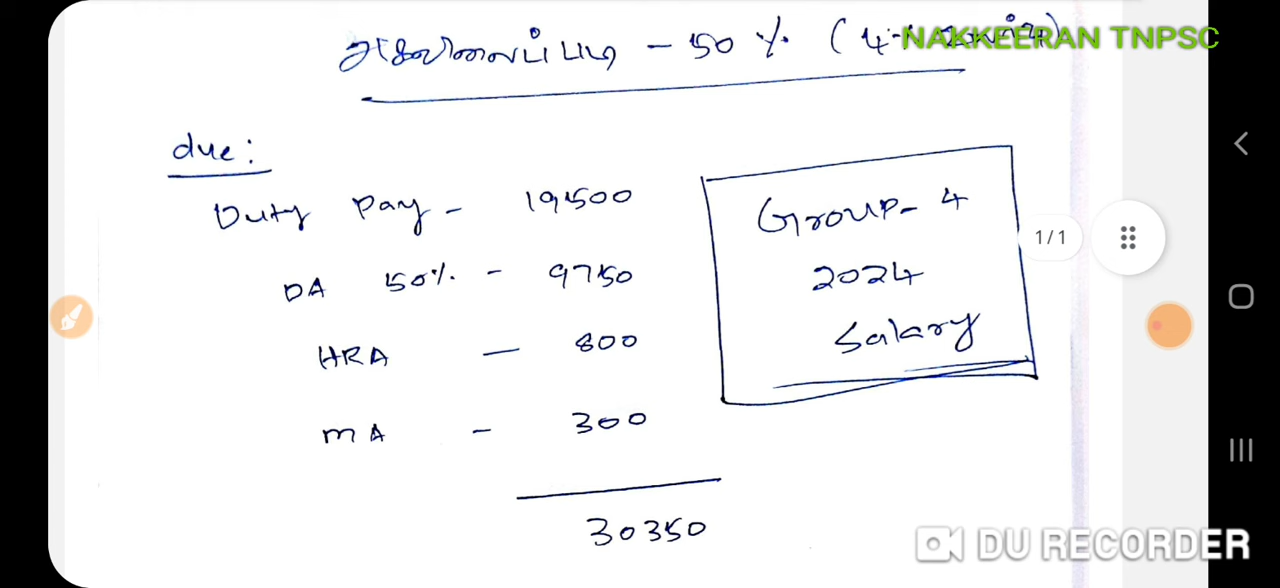 அகவிலைப்படி - 50 % (4-
NAKKEERAN TNPSC
due:
Duty Pay - 19500
DA 50% - 9750
HRA - 800
MA - 300
30350
Group- 4
2024
Salary
1/1
DU RECORDER